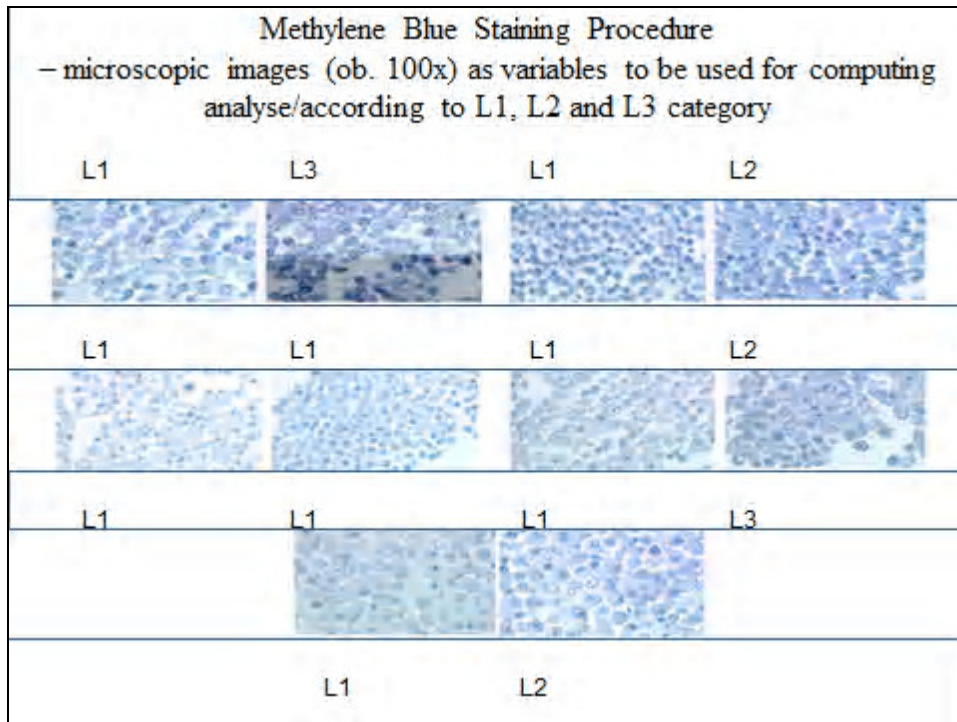 Methylene Blue Staining Procedure
– microscopic images (ob. 100x) as variables to be used for computing
analyse/according to L1, L2 and L3 category
L1 L3 L1 L2
L1 L1 L1 L2
L1 L1 L1 L3
L1 L2